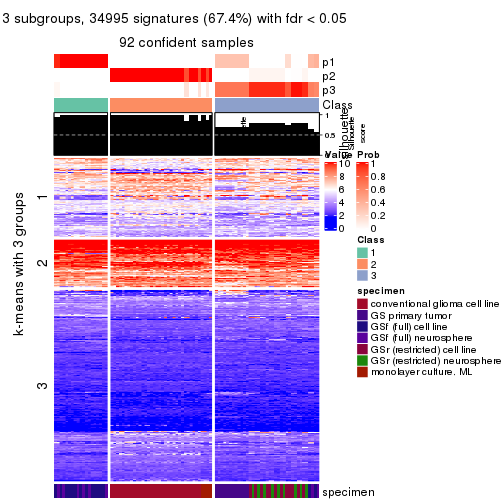 3 subgroups, 34995 signatures (67.4%) with fdr < 0.05
92 confident samples
p1
p2
p3
Class
1
0.5
Silhouette
Silhouette
score
Value
10
8
6
4
2
0
Prob
1
0.8
0.6
0.4
0.2
0
Class
1
2
3
specimen
conventional glioma cell line
GS primary tumor
GSf (full) cell line
GSf (full) neurosphere
GSr (restricted) cell line
GSr (restricted) neurosphere
monolayer culture. ML
k-means with 3 groups
1
2
3
specimen